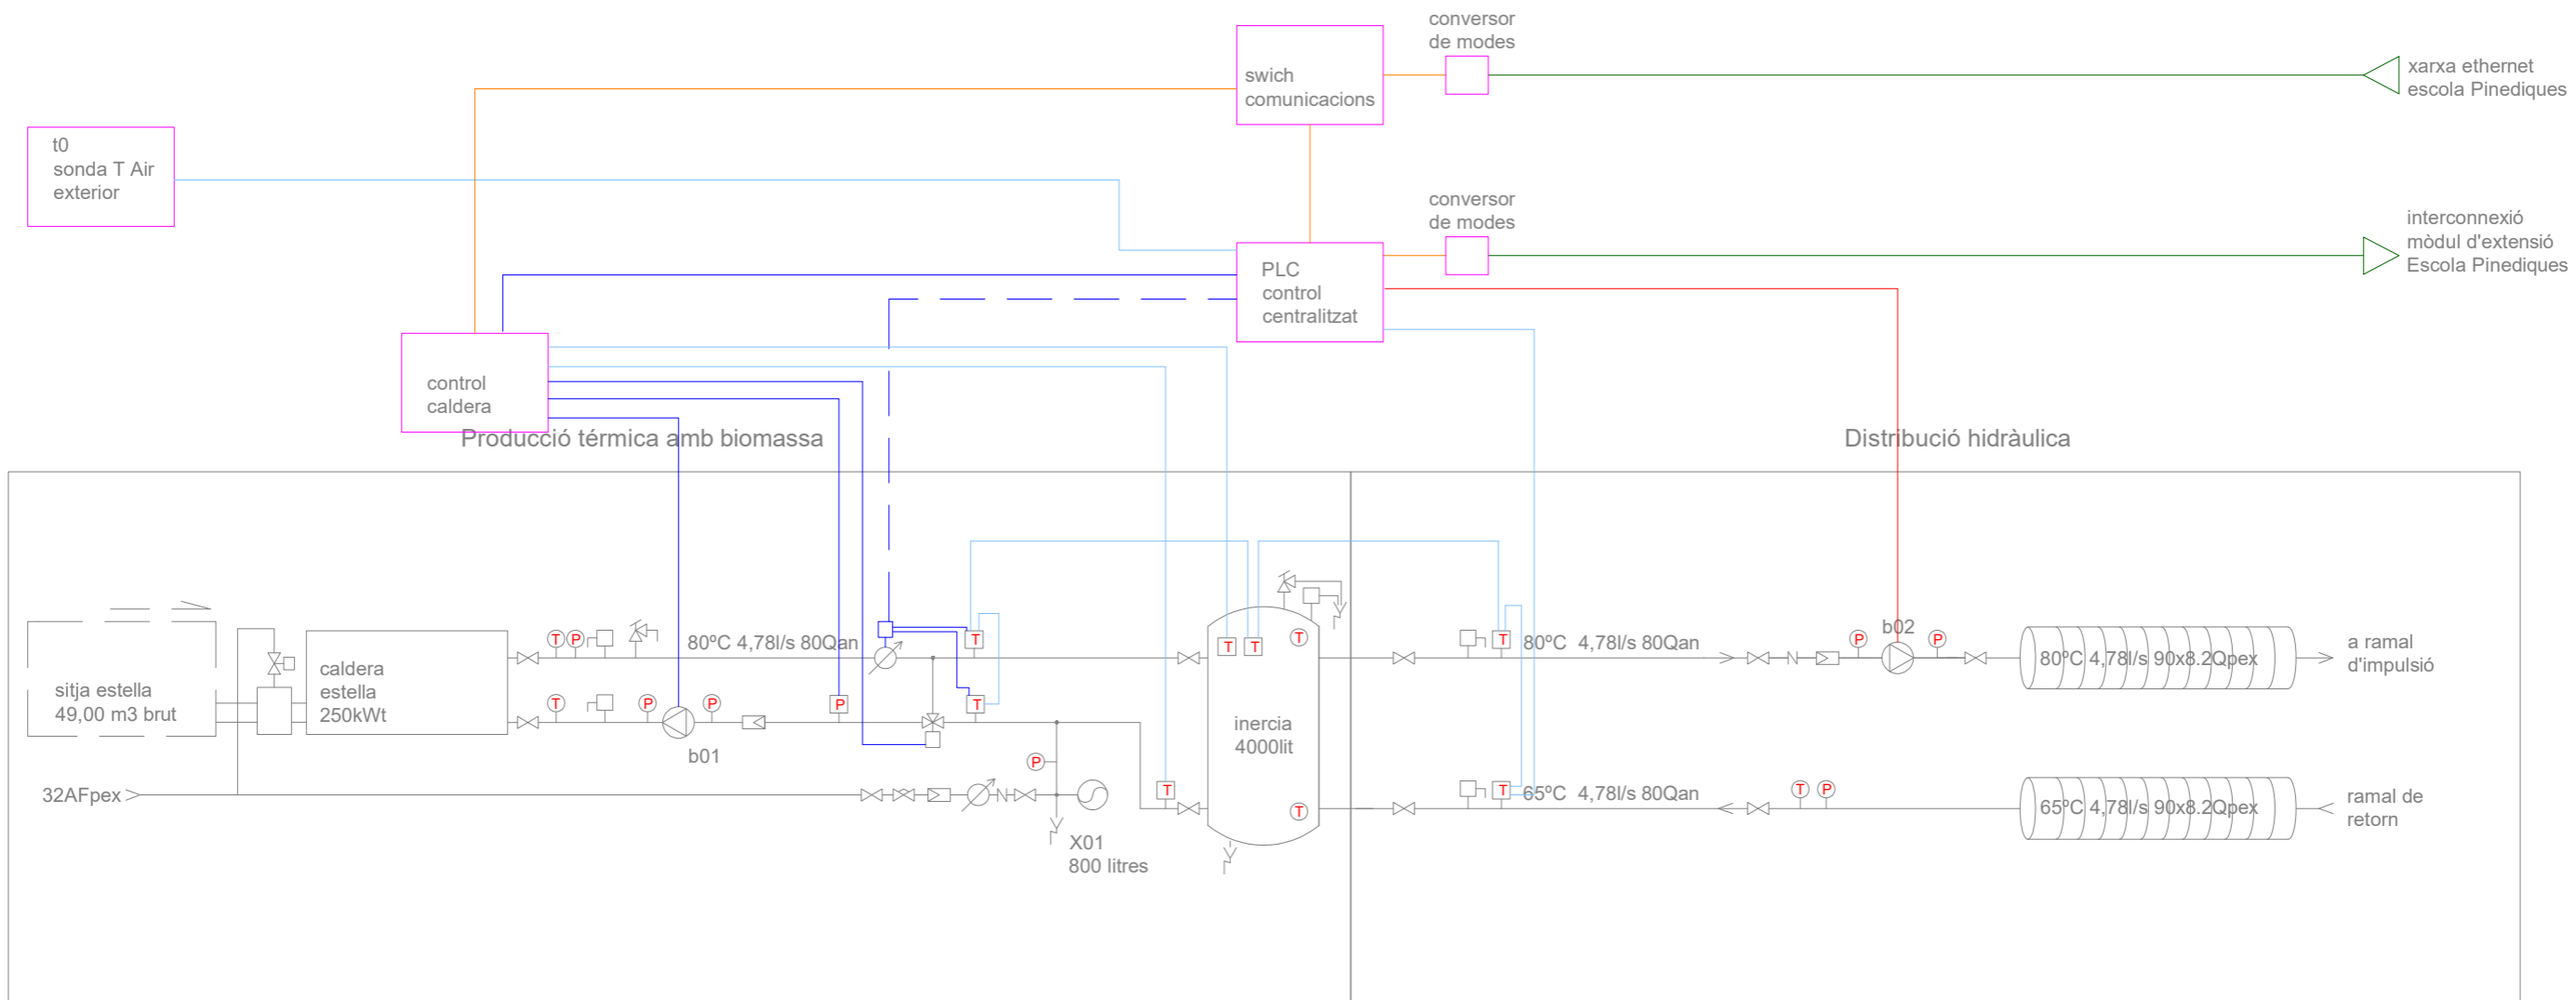 conversor
de modes
swich
comunicacions
xarxa ethernet
escola Pinediques
t0
sonda T Air
exterior
conversor
de modes
interconnexió
mòdul d'extensió
Escola Pinediques
PLC
control
centralitzat
control
caldera
Producció térmica amb biomassa
Distribució hidràulica
T
P
80ºC 4,78l/s 80Qan
T
T
T
T
T
80ºC  4,78l/s 80Qan
P
b02
P
80ºC 4,78l/s 90x8.2Qpex
a ramal
d'impulsió
sitja estella
49,00 m3 brut
caldera
estella
250kWt
T
P
P
b01
P
T
inercia
4000lit
P
32AFpex
T
T
T
65ºC  4,78l/s 80Qan
T
P
65ºC 4,78l/s 90x8.2Qpex
ramal de
retorn
X01
800 litres